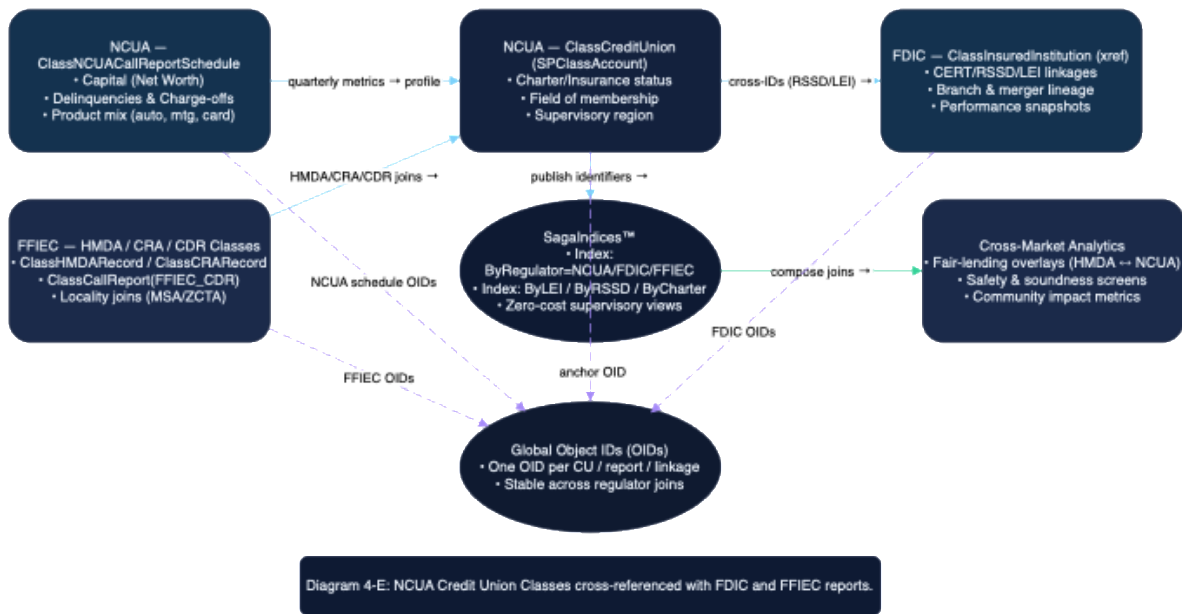 NCUA —
ClassNCUACallReportSchedule
• Capital (Net Worth)
• Delinquencies & Charge-offs
• Product mix (auto, mtg, card)
quarterly metrics → profile
NCUA — ClassCreditUnion
(SPClassAccount)
• Charter/Insurance status
• Field of membership
• Supervisory region
cross-IDs (RSSD/LEI) →
FDIC — ClassInsuredInstitution (xref)
• CERT/RSSD/LEI linkages
• Branch & merger lineage
• Performance snapshots
HMDA/CRA/CDR joins →
publish identifiers →
FFIEC — HMDA / CRA / CDR Classes
• ClassHMDARecord / ClassCRARecord
• ClassCallReport(FFIEC_CDR)
• Locality joins (MSA/ZCTA)
NCUA schedule OIDs
SagaIndices™
• Index:
ByRegulator=NCUA/FDIC/FFIEC
• Index: ByLEI / ByRSSD / ByCharter
• Zero-cost supervisory views
compose joins →
Cross-Market Analytics
• Fair-lending overlays (HMDA ↔ NCUA)
• Safety & soundness screens
• Community impact metrics
FDIC OIDs
FFIEC OIDs
anchor OID
Global Object IDs (OIDs)
• One OID per CU / report / linkage
• Stable across regulator joins
Diagram 4-E: NCUA Credit Union Classes cross-referenced with FDIC and FFIEC reports.